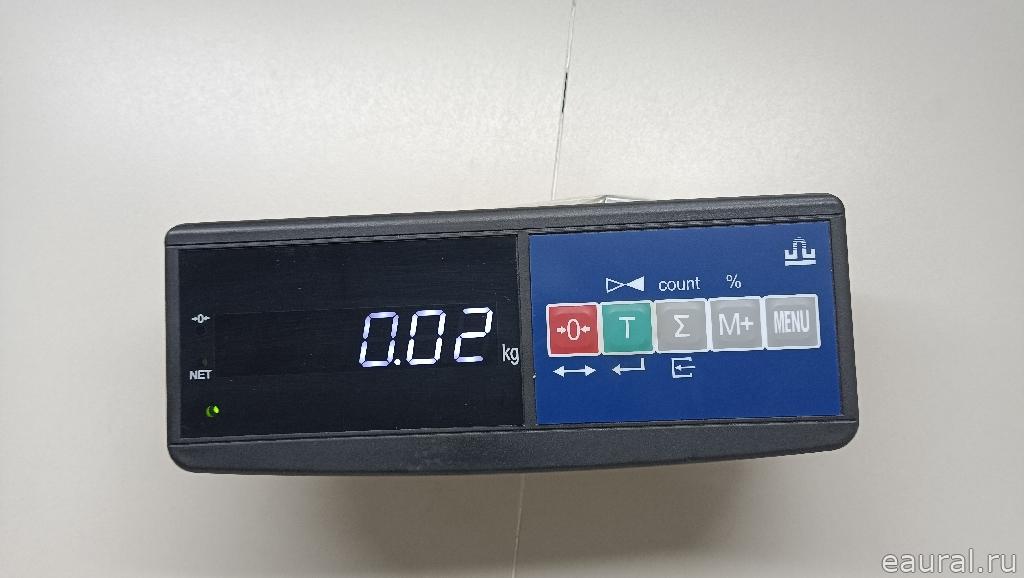 count %
→0← T Σ M+ MENU
→0←
0.02 kg
NET
eaural.ru